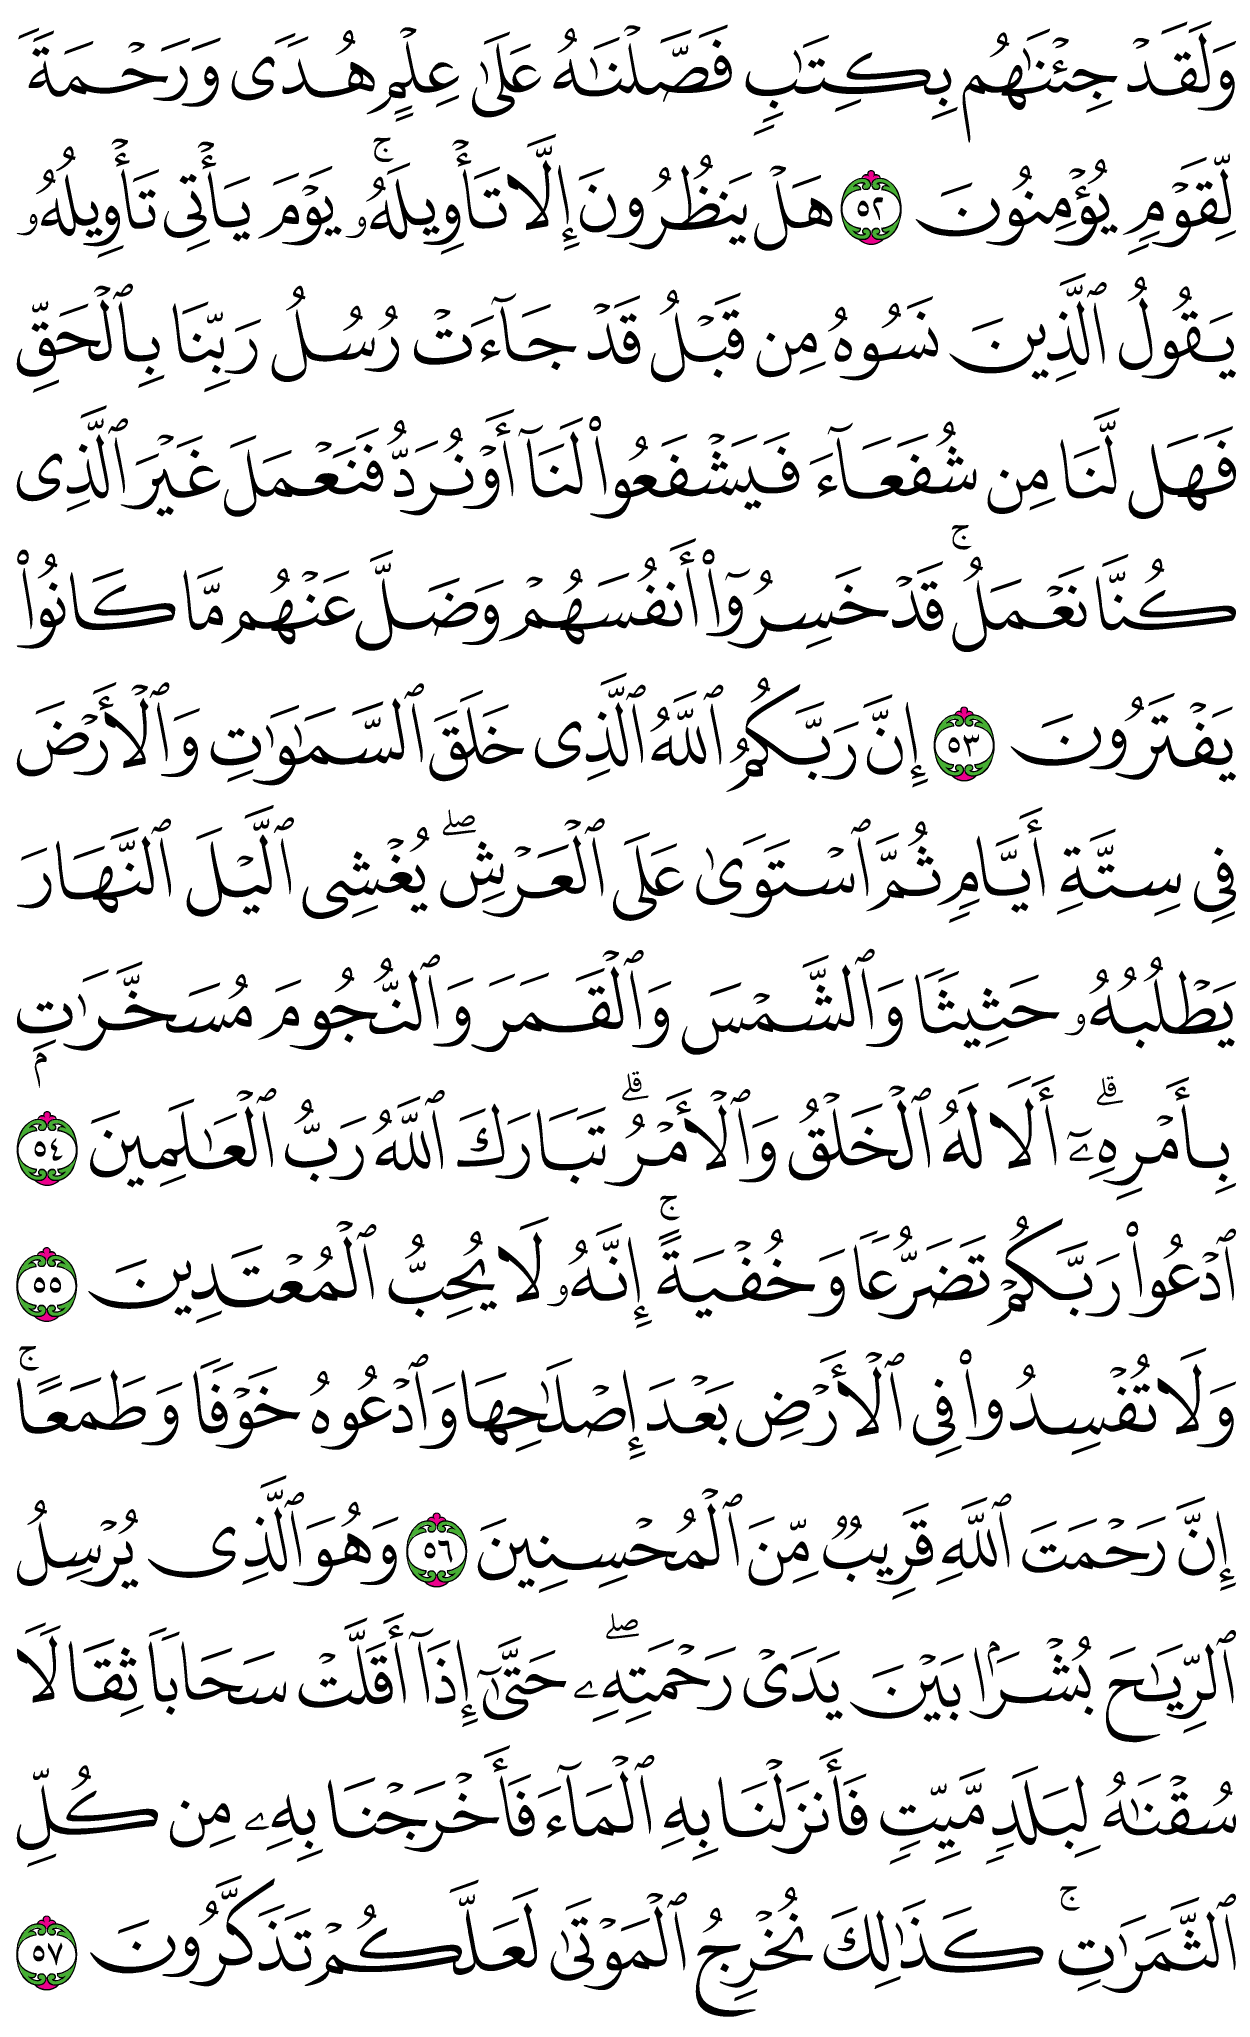 وَلَقَدْ جِئْنَٰهُم بِكِتَٰبٍۢ فَصَّلْنَٰهُ عَلَىٰ عِلْمٍ هُدًۭى وَرَحْمَةًۭ
لِّقَوْمٍۢ يُؤْمِنُونَ ٥٢ هَلْ يَنظُرُونَ إِلَّا تَأْوِيلَهُۥۚ يَوْمَ يَأْتِى تَأْوِيلُهُۥ
يَقُولُ ٱلَّذِينَ نَسُوهُ مِن قَبْلُ قَدْ جَآءَتْ رُسُلُ رَبِّنَا بِٱلْحَقِّ
فَهَل لَّنَا مِن شُفَعَآءَ فَيَشْفَعُوا۟ لَنَآ أَوْ نُرَدُّ فَنَعْمَلَ غَيْرَ ٱلَّذِى
كُنَّا نَعْمَلُۚ قَدْ خَسِرُوٓا۟ أَنفُسَهُمْ وَضَلَّ عَنْهُم مَّا كَانُوا۟
يَفْتَرُونَ ٥٣ إِنَّ رَبَّكُمُ ٱللَّهُ ٱلَّذِى خَلَقَ ٱلسَّمَٰوَٰتِ وَٱلْأَرْضَ
فِى سِتَّةِ أَيَّامٍۢ ثُمَّ ٱسْتَوَىٰ عَلَى ٱلْعَرْشِۖ يُغْشِى ٱلَّيْلَ ٱلنَّهَارَ
يَطْلُبُهُۥ حَثِيثًۭا وَٱلشَّمْسَ وَٱلْقَمَرَ وَٱلنُّجُومَ مُسَخَّرَٰتٍۭ
بِأَمْرِهِۦٓۗ أَلَا لَهُ ٱلْخَلْقُ وَٱلْأَمْرُۗ تَبَارَكَ ٱللَّهُ رَبُّ ٱلْعَٰلَمِينَ ٥٤
ٱدْعُوا۟ رَبَّكُمْ تَضَرُّعًۭا وَخُفْيَةًۚ إِنَّهُۥ لَا يُحِبُّ ٱلْمُعْتَدِينَ ٥٥
وَلَا تُفْسِدُوا۟ فِى ٱلْأَرْضِ بَعْدَ إِصْلَٰحِهَا وَٱدْعُوهُ خَوْفًۭا وَطَمَعًاۚ
إِنَّ رَحْمَتَ ٱللَّهِ قَرِيبٌۭ مِّنَ ٱلْمُحْسِنِينَ ٥٦ وَهُوَ ٱلَّذِى يُرْسِلُ
ٱلرِّيَٰحَ بُشْرًۢا بَيْنَ يَدَىْ رَحْمَتِهِۦۖ حَتَّىٰٓ إِذَآ أَقَلَّتْ سَحَابًۭا ثِقَالًۭا
سُقْنَٰهُ لِبَلَدٍۢ مَّيِّتٍۢ فَأَنزَلْنَا بِهِ ٱلْمَآءَ فَأَخْرَجْنَا بِهِۦ مِن كُلِّ
ٱلثَّمَرَٰتِۚ كَذَٰلِكَ نُخْرِجُ ٱلْمَوْتَىٰ لَعَلَّكُمْ تَذَكَّرُونَ ٥٧